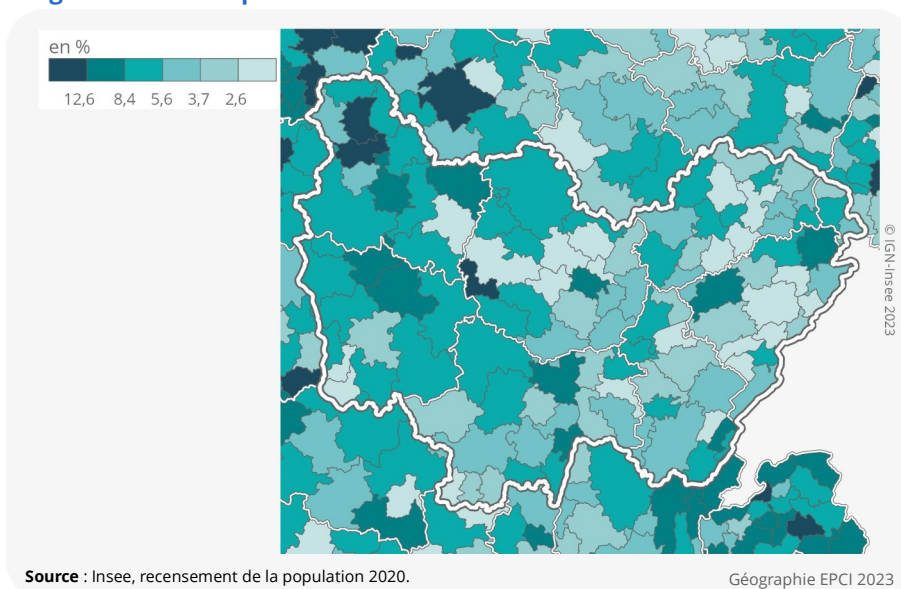 en %
12,6 8,4 5,6 3,7 2,6
© IGN-Insee 2023
Source : Insee, recensement de la population 2020.
Géographie EPCI 2023